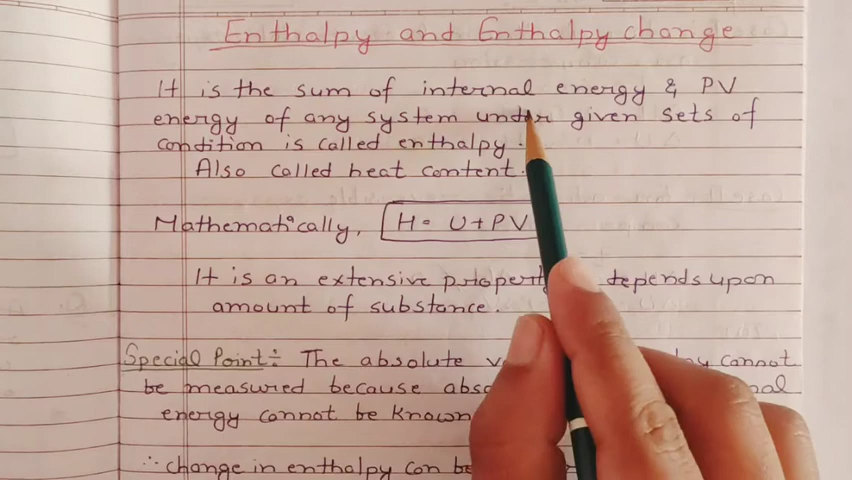 Enthalpy and Enthalpy change
It is the sum of internal energy & PV
energy of any system under given sets of
condition is called enthalpy.
Also called heat content.
Mathematically, H = U + PV
It is an extensive depends upon
amount of substance.
Special Point :- The absolute cannot
be measured because
energy cannot be known
∴ change in enthalpy can be